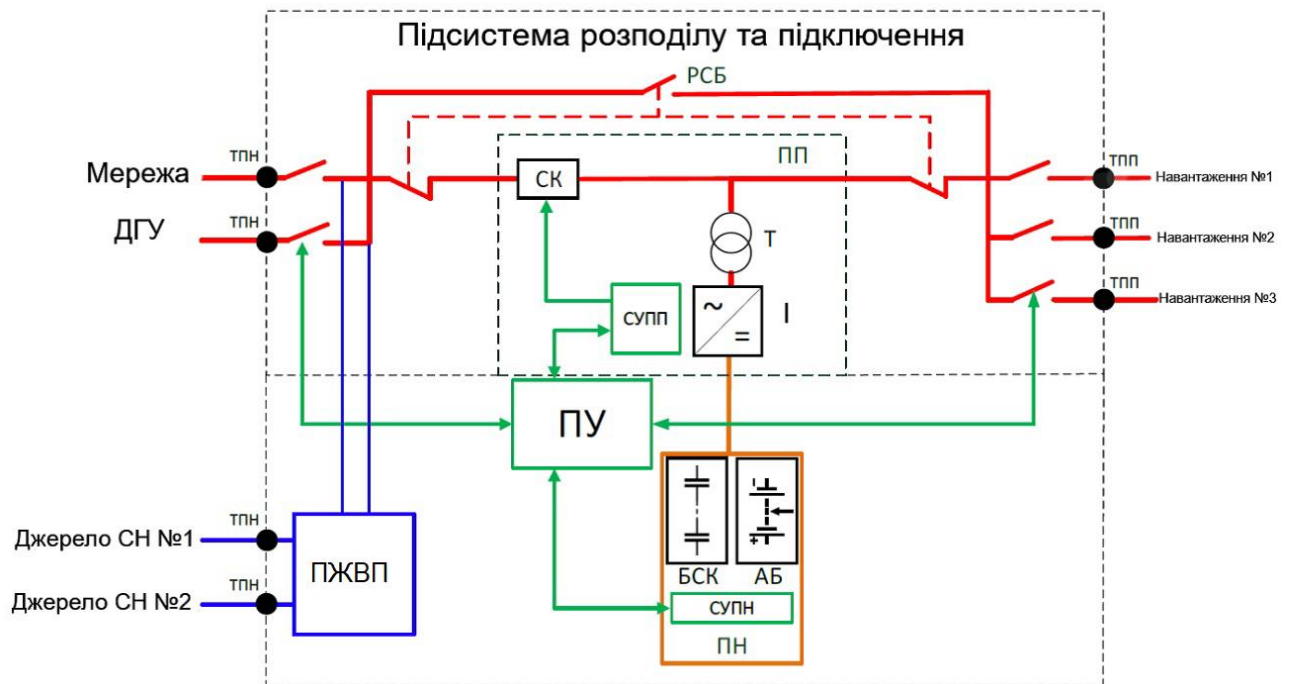 Підсистема розподілу та підключення
РСБ
ПП
ТПН
Мережа
СК
ТПП
Навантаження №1
ТПН
ДГУ
Т
ТПП
Навантаження №2
ТПП
Навантаження №3
СУПП
~
=
І
ПУ
ТПН
Джерело СН №1
ПЖВП
ТПН
Джерело СН №2
БСК
АБ
СУПН
ПН